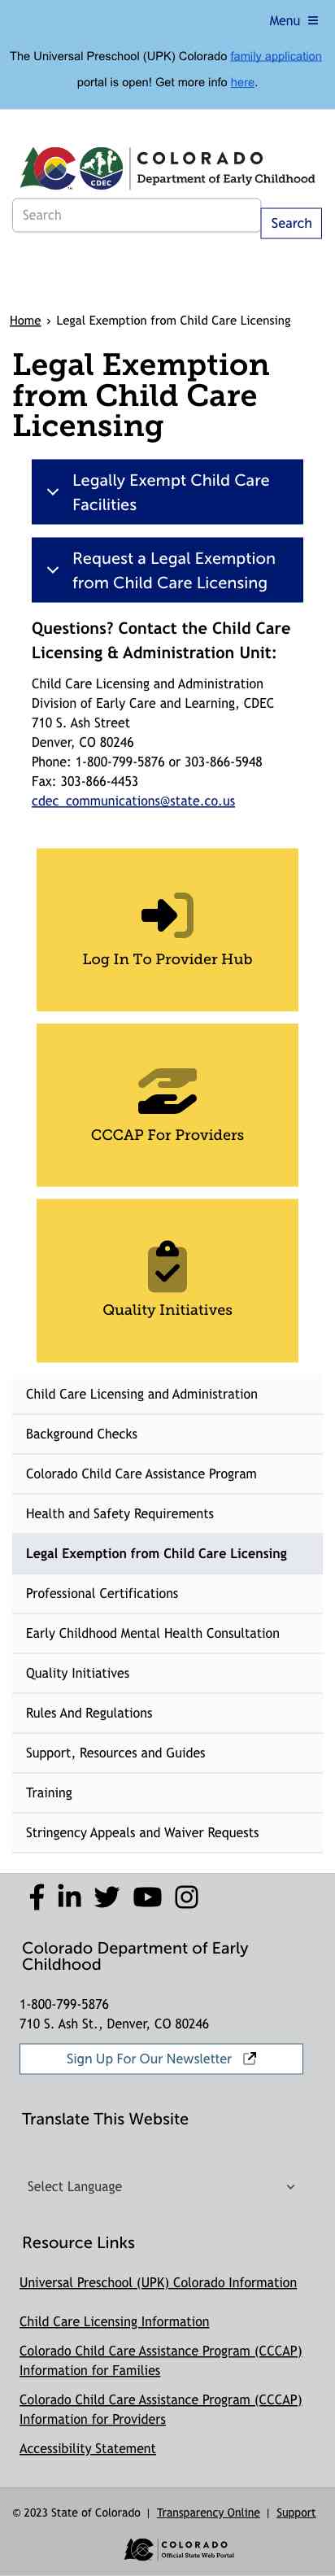 Menu
The Universal Preschool (UPK) Colorado family application
portal is open! Get more info here.
C
CDEC
COLORADO
Department of Early Childhood
Search
Search
Home › Legal Exemption from Child Care Licensing
Legal Exemption
from Child Care
Licensing
Legally Exempt Child Care
Facilities
Request a Legal Exemption
from Child Care Licensing
Questions? Contact the Child Care
Licensing & Administration Unit:
Child Care Licensing and Administration
Division of Early Care and Learning, CDEC
710 S. Ash Street
Denver, CO 80246
Phone: 1-800-799-5876 or 303-866-5948
Fax: 303-866-4453
cdec_communications@state.co.us
Log In To Provider Hub
CCCAP For Providers
Quality Initiatives
Child Care Licensing and Administration
Background Checks
Colorado Child Care Assistance Program
Health and Safety Requirements
Legal Exemption from Child Care Licensing
Professional Certifications
Early Childhood Mental Health Consultation
Quality Initiatives
Rules And Regulations
Support, Resources and Guides
Training
Stringency Appeals and Waiver Requests
Colorado Department of Early
Childhood
1-800-799-5876
710 S. Ash St., Denver, CO 80246
Sign Up For Our Newsletter
Translate This Website
Select Language
Resource Links
Universal Preschool (UPK) Colorado Information
Child Care Licensing Information
Colorado Child Care Assistance Program (CCCAP)
Information for Families
Colorado Child Care Assistance Program (CCCAP)
Information for Providers
Accessibility Statement
© 2023 State of Colorado | Transparency Online | Support
COLORADO
Official State Web Portal